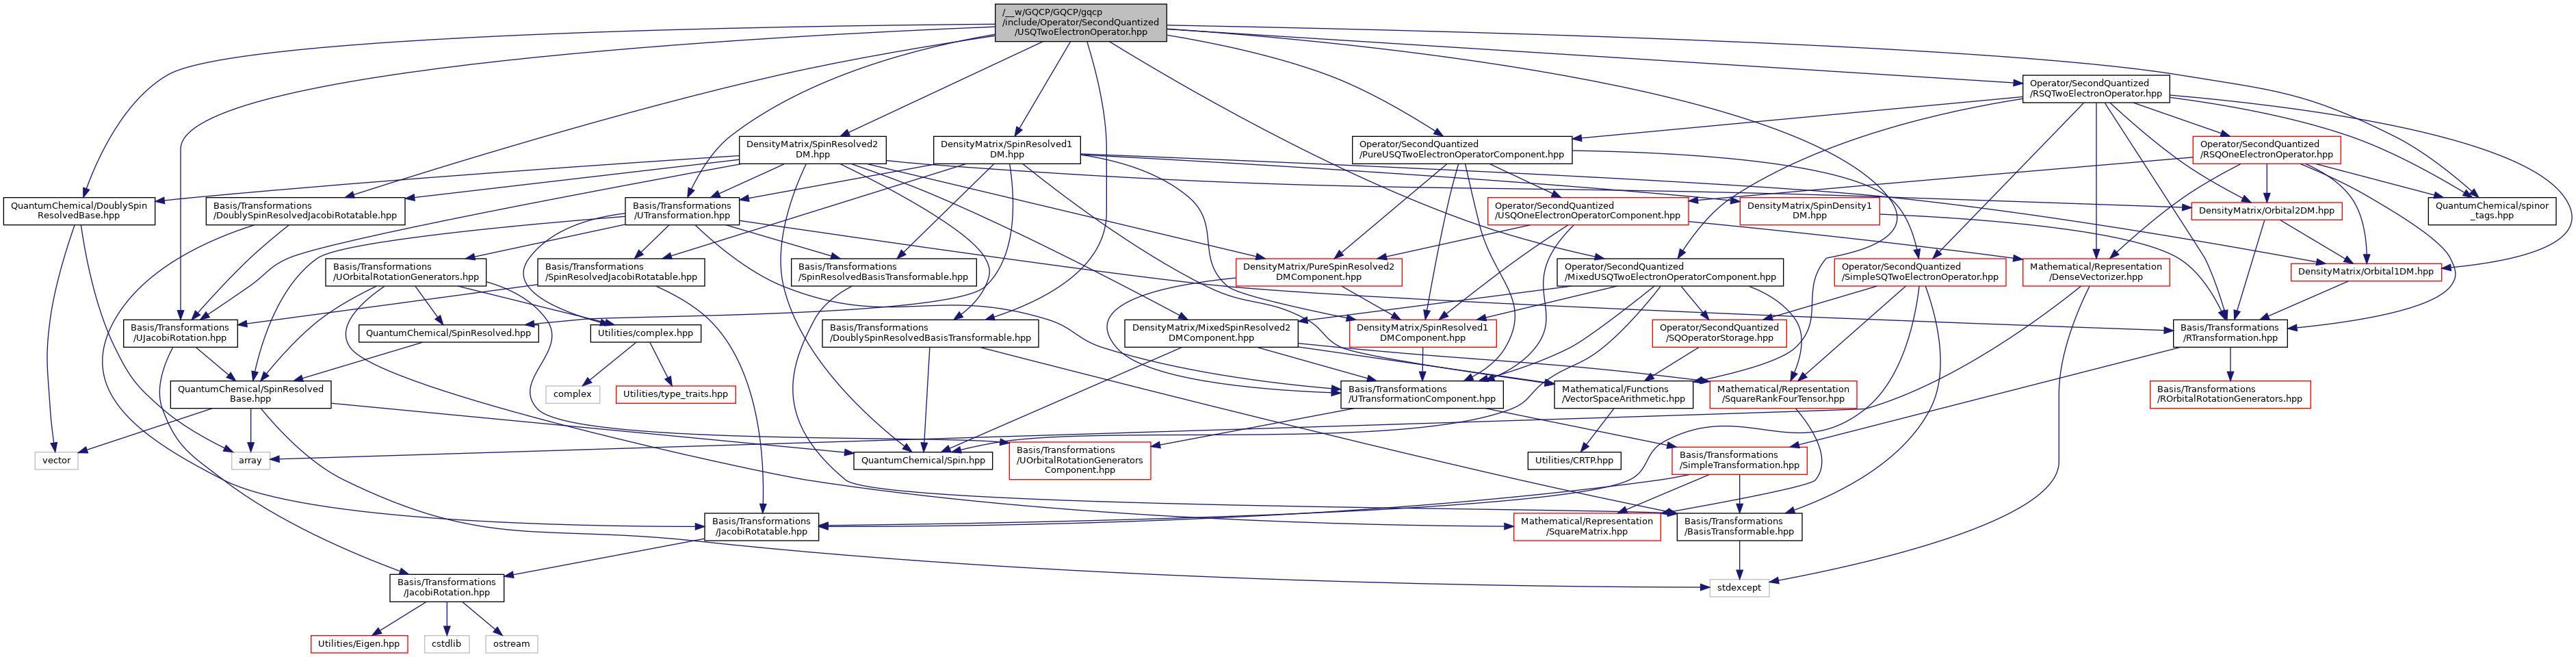 /__w/GQCP/GQCP/gqcp
/include/Operator/SecondQuantized
/USQTwoElectronOperator.hpp
Operator/SecondQuantized
/RSQTwoElectronOperator.hpp
DensityMatrix/SpinResolved2
DM.hpp
DensityMatrix/SpinResolved1
DM.hpp
Operator/SecondQuantized
/PureUSQTwoElectronOperatorComponent.hpp
Operator/SecondQuantized
/RSQOneElectronOperator.hpp
QuantumChemical/DoublySpin
ResolvedBase.hpp
Basis/Transformations
/DoublySpinResolvedJacobiRotatable.hpp
Basis/Transformations
/UTransformation.hpp
Operator/SecondQuantized
/USQOneElectronOperatorComponent.hpp
DensityMatrix/SpinDensity1
DM.hpp
DensityMatrix/Orbital2DM.hpp
QuantumChemical/spinor
_tags.hpp
Basis/Transformations
/UOrbitalRotationGenerators.hpp
Basis/Transformations
/SpinResolvedJacobiRotatable.hpp
Basis/Transformations
/SpinResolvedBasisTransformable.hpp
DensityMatrix/PureSpinResolved2
DMComponent.hpp
Operator/SecondQuantized
/MixedUSQTwoElectronOperatorComponent.hpp
Operator/SecondQuantized
/SimpleSQTwoElectronOperator.hpp
Mathematical/Representation
/DenseVectorizer.hpp
DensityMatrix/Orbital1DM.hpp
Basis/Transformations
/UJacobiRotation.hpp
QuantumChemical/SpinResolved.hpp
Utilities/complex.hpp
Basis/Transformations
/DoublySpinResolvedBasisTransformable.hpp
DensityMatrix/MixedSpinResolved2
DMComponent.hpp
DensityMatrix/SpinResolved1
DMComponent.hpp
Operator/SecondQuantized
/SQOperatorStorage.hpp
Basis/Transformations
/RTransformation.hpp
QuantumChemical/SpinResolved
Base.hpp
complex
Utilities/type_traits.hpp
Basis/Transformations
/UTransformationComponent.hpp
Mathematical/Functions
/VectorSpaceArithmetic.hpp
Mathematical/Representation
/SquareRankFourTensor.hpp
Basis/Transformations
/ROrbitalRotationGenerators.hpp
vector
array
QuantumChemical/Spin.hpp
Basis/Transformations
/UOrbitalRotationGenerators
Component.hpp
Utilities/CRTP.hpp
Basis/Transformations
/SimpleTransformation.hpp
Basis/Transformations
/JacobiRotatable.hpp
Mathematical/Representation
/SquareMatrix.hpp
Basis/Transformations
/BasisTransformable.hpp
Basis/Transformations
/JacobiRotation.hpp
stdexcept
Utilities/Eigen.hpp
cstdlib
ostream